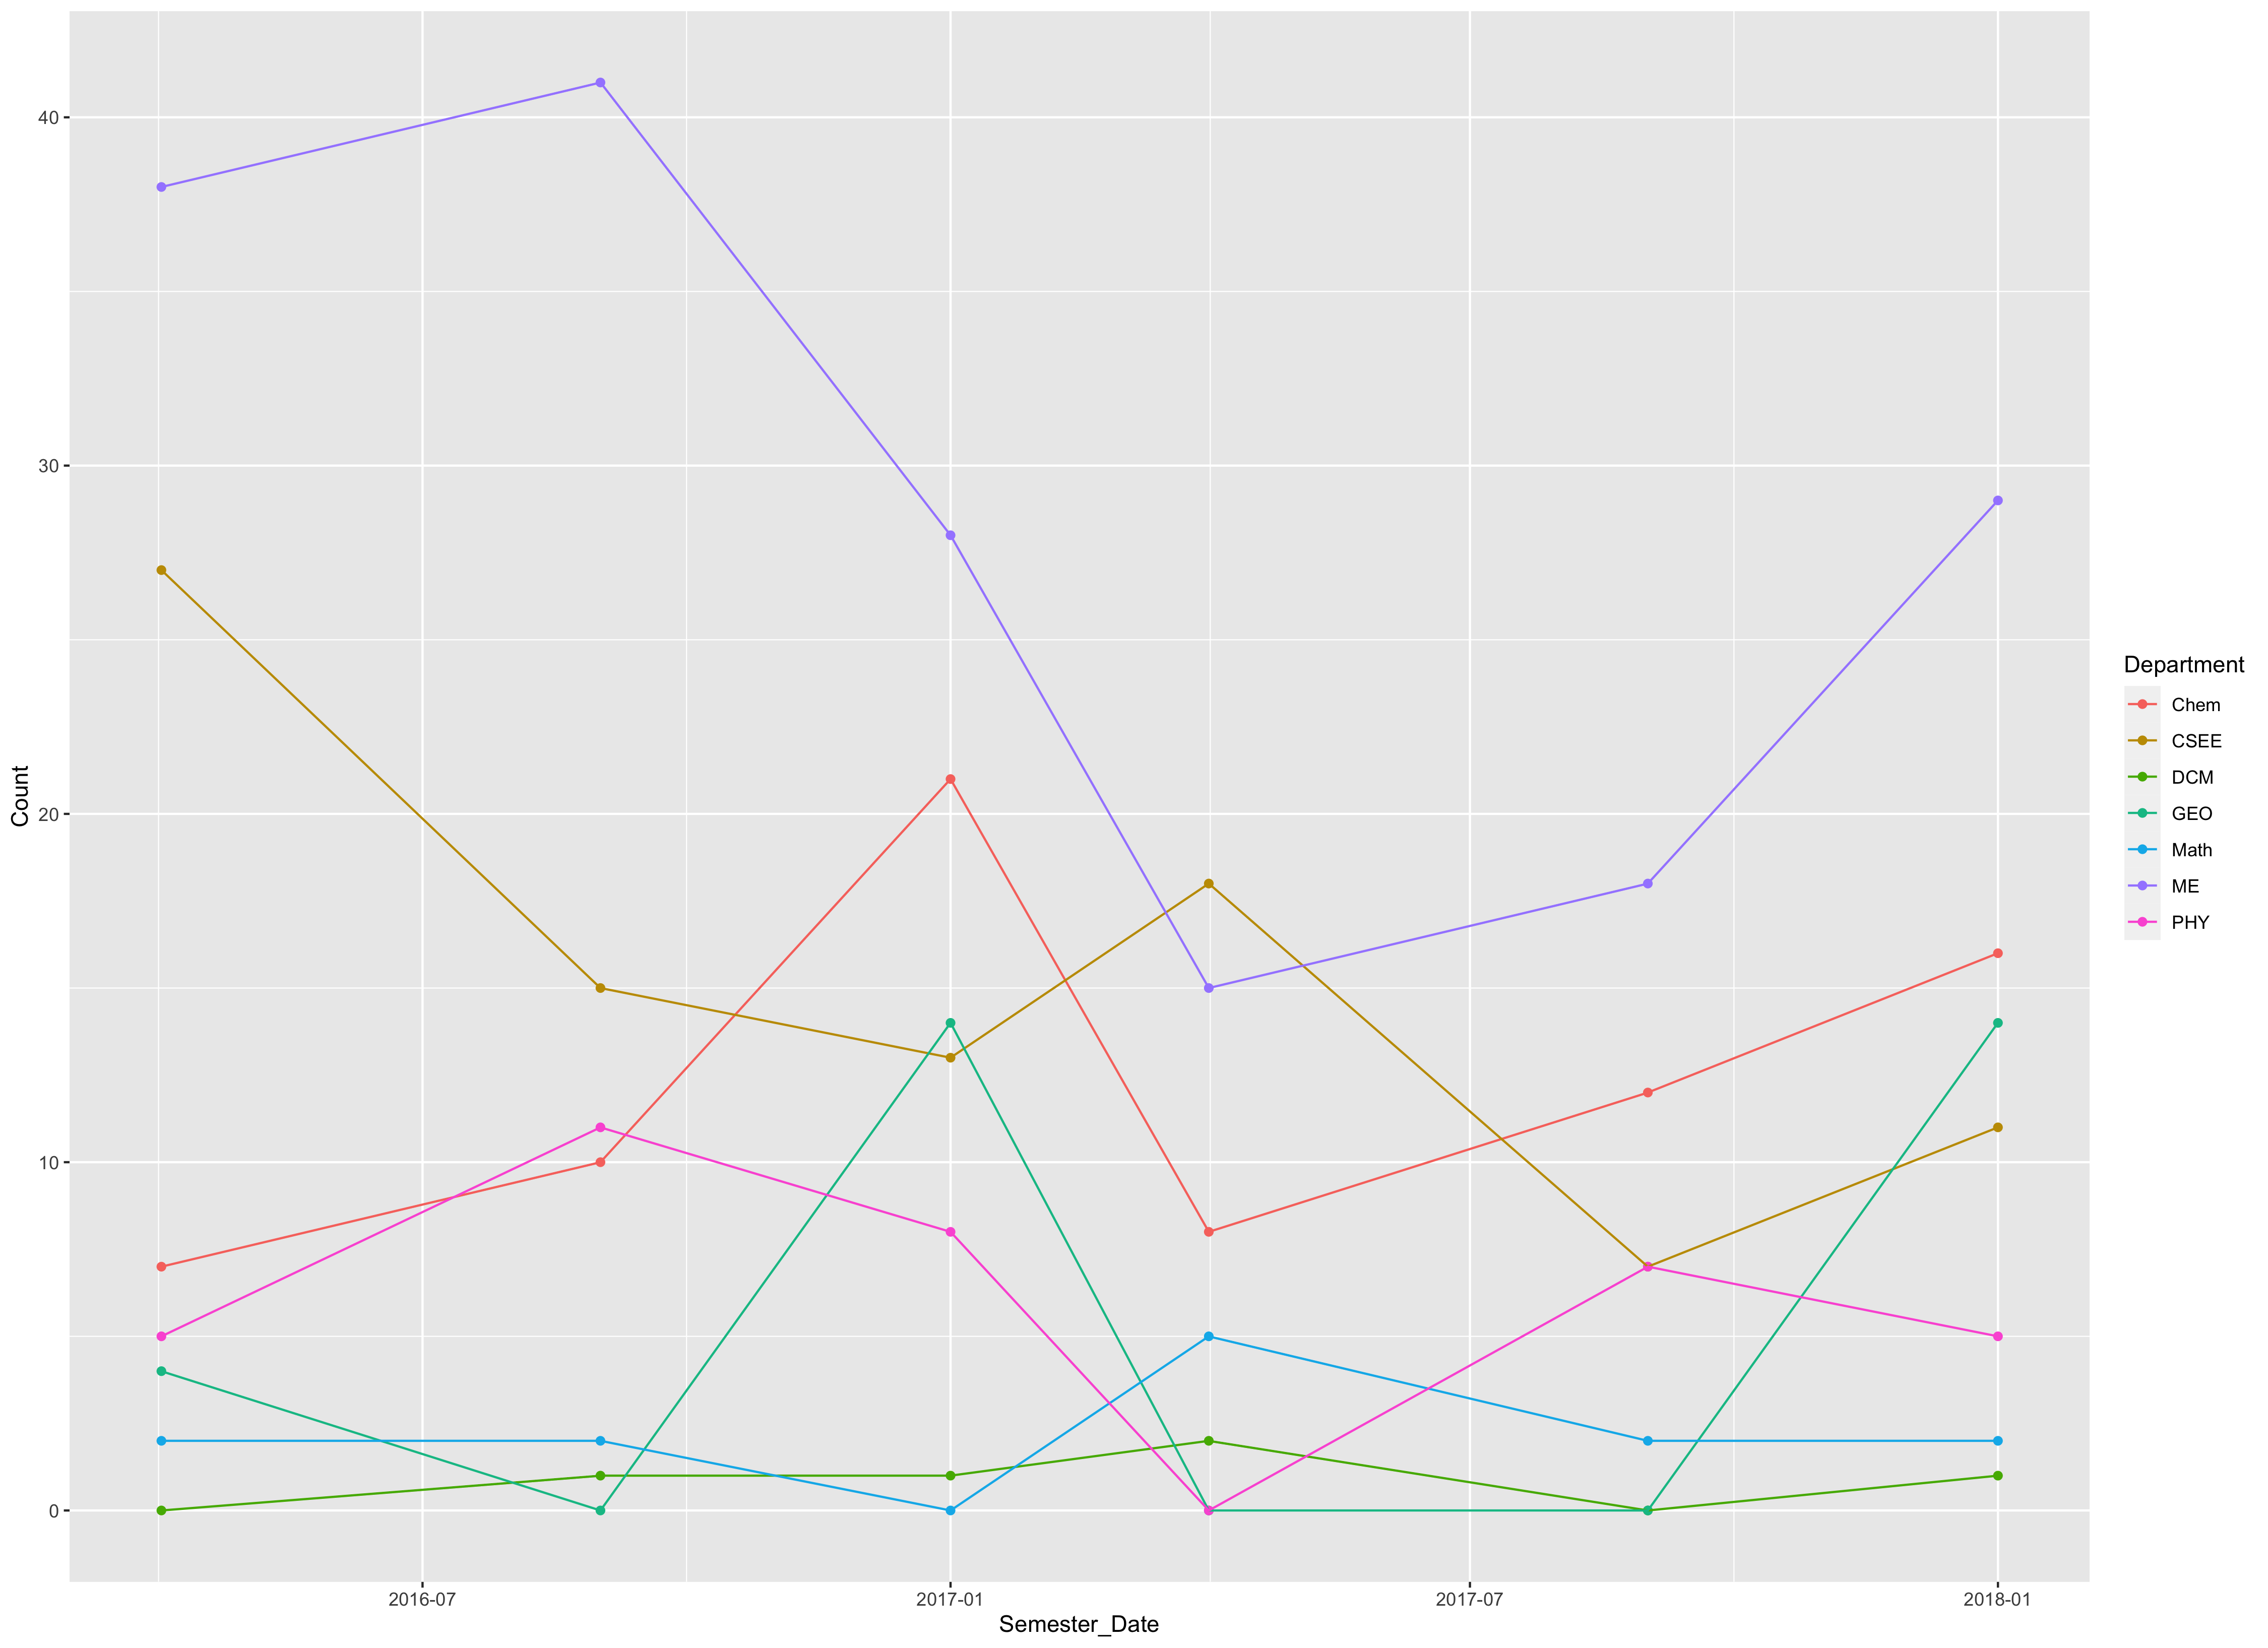 Count
40
30
20
10
0
2016-07
2017-01
2017-07
2018-01
Semester_Date
Department
Chem
CSEE
DCM
GEO
Math
ME
PHY